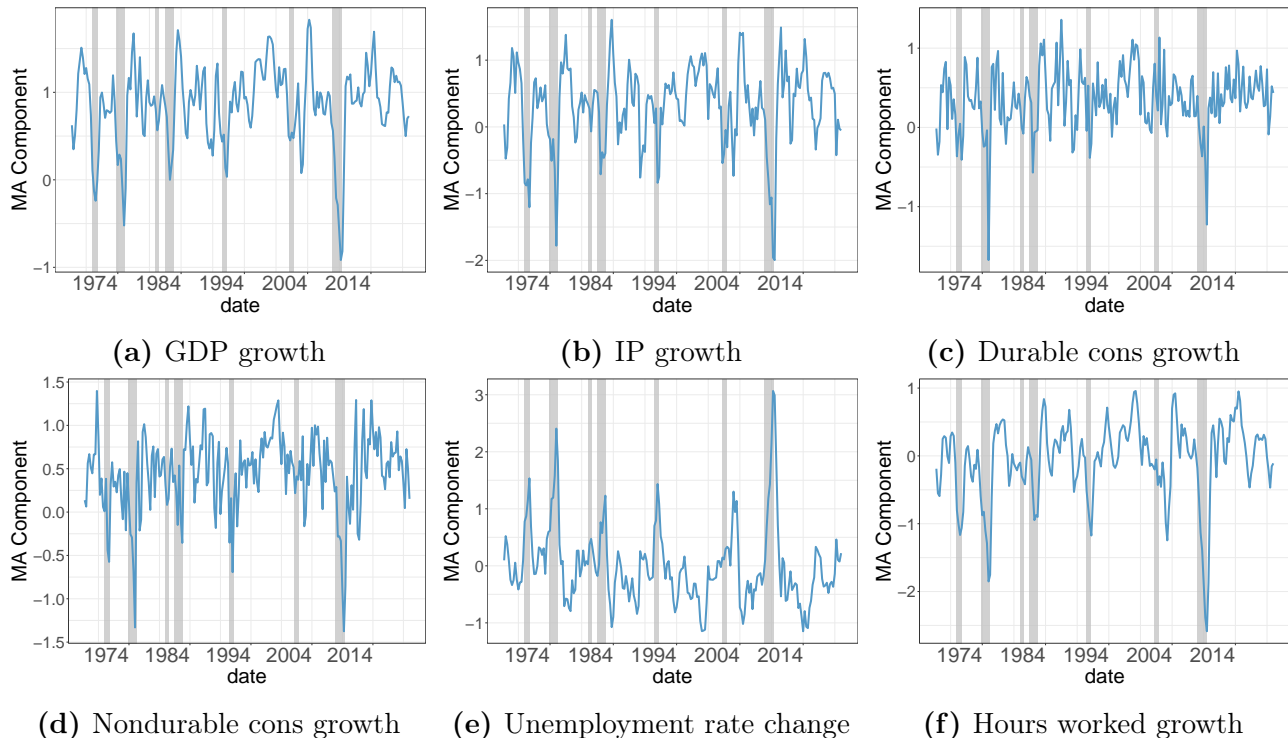 MA Component
1
0
−1
1974 1984 1994 2004 2014
date
(a) GDP growth
MA Component
1
0
−1
−2
1974 1984 1994 2004 2014
date
(b) IP growth
MA Component
1
0
−1
1974 1984 1994 2004 2014
date
(c) Durable cons growth
MA Component
1.5
1.0
0.5
0.0
−0.5
−1.0
−1.5
1974 1984 1994 2004 2014
date
(d) Nondurable cons growth
MA Component
3
2
1
0
−1
1974 1984 1994 2004 2014
date
(e) Unemployment rate change
MA Component
1
0
−1
−2
1974 1984 1994 2004 2014
date
(f) Hours worked growth